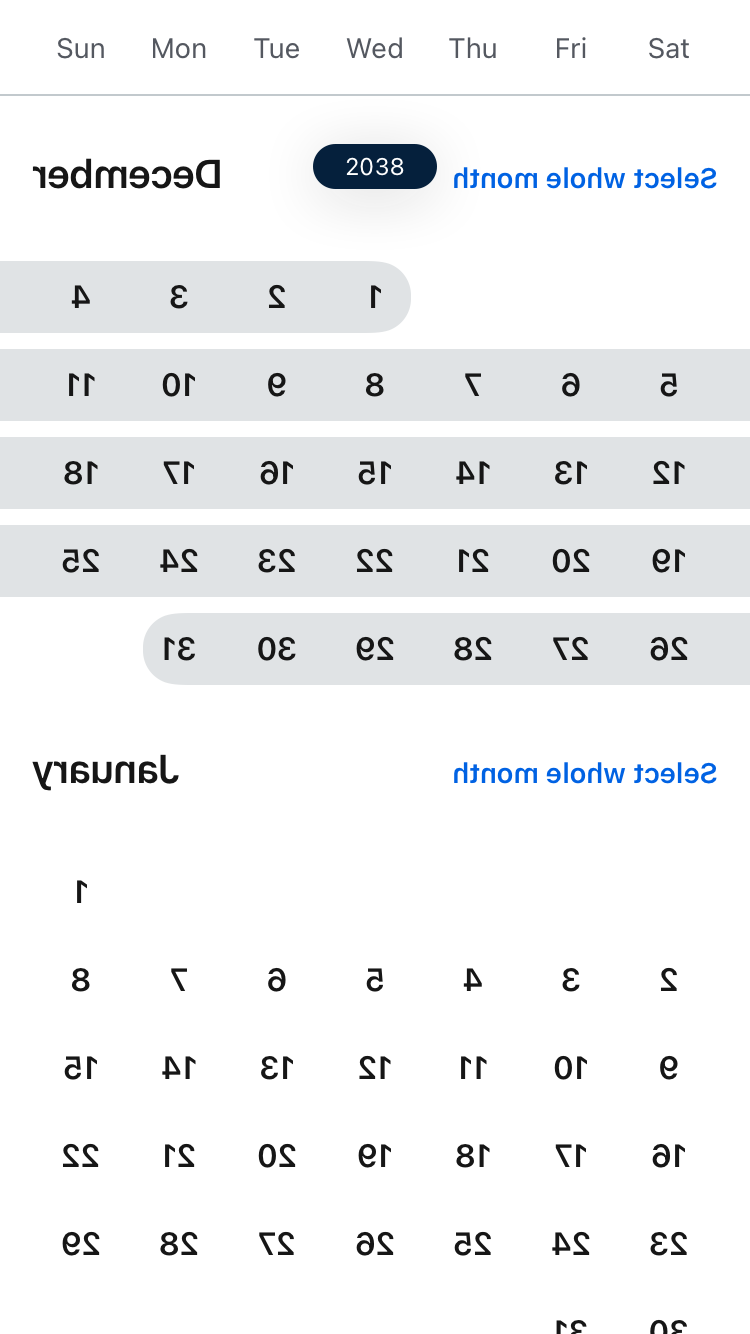 Sun Mon Tue Wed Thu Fri Sat
December 2038 Select whole month
1 2 3 4
5 6 7 8 9 10 11
12 13 14 15 16 17 18
19 20 21 22 23 24 25
26 27 28 29 30 31
January Select whole month
1
2 3 4 5 6 7 8
9 10 11 12 13 14 15
16 17 18 19 20 21 22
23 24 25 26 27 28 29
30 31